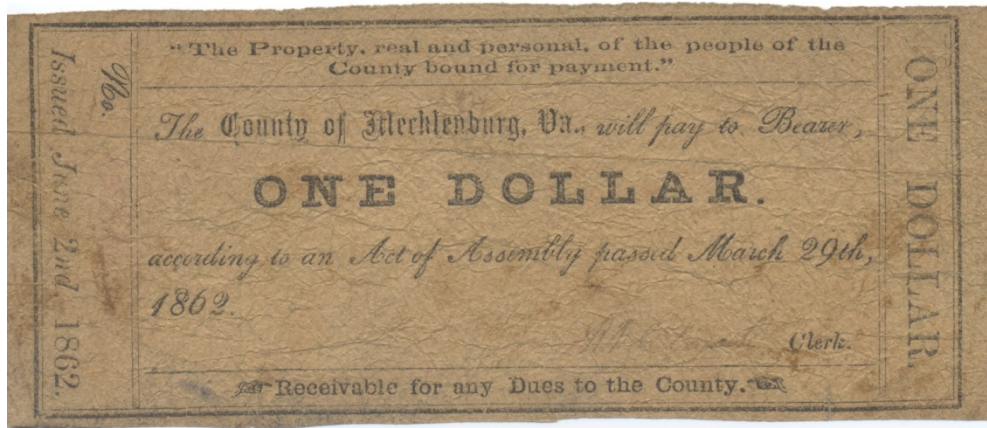 "The Property, real and personal, of the people of the
County bound for payment."
No.
Issued June 2nd, 1862.
The County of Mecklenburg, Va., will pay to Bearer,
ONE DOLLAR.
according to an Act of Assembly passed March 29th,
1862.
Clerk.
Receivable for any Dues to the County.
ONE DOLLAR.